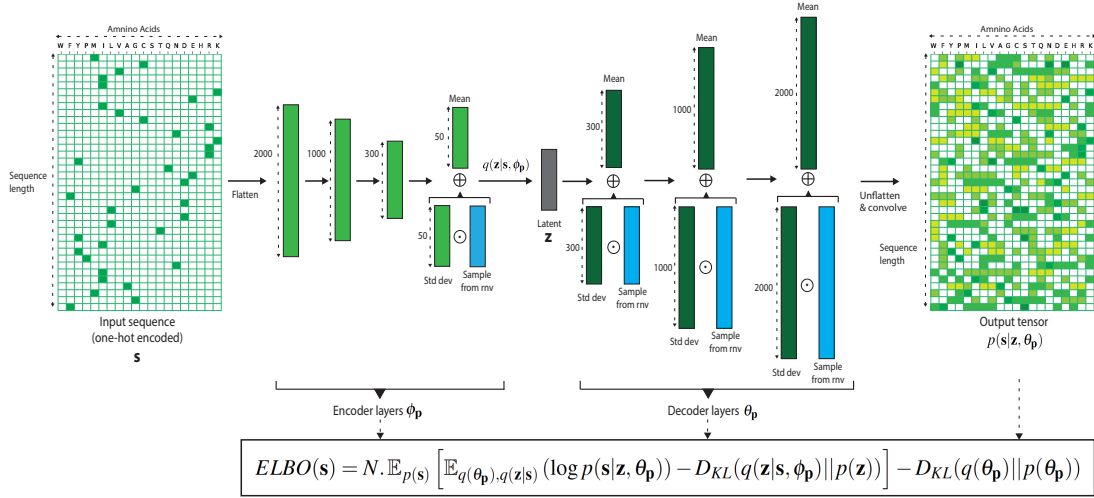 Amnino Acids
W F Y P M I L V A G C S T Q N D E H R K
Sequence
length
Input sequence
(one-hot encoded)
s
Flatten
2000
1000
300
Mean
50
⊕
50
⊙
Std dev
Sample
from rnv
q(z|s, ϕp)
Latent
z
Mean
300
⊕
300
⊙
Std dev
Sample
from rnv
Mean
1000
⊕
1000
⊙
Std dev
Sample
from rnv
Mean
2000
⊕
2000
⊙
Std dev
Sample
from rnv
Unflatten
& convolve
Amnino Acids
W F Y P M I L V A G C S T Q N D E H R K
Sequence
length
Output tensor
p(s|z, θp)
Encoder layers ϕp
Decoder layers θp
ELBO(s) = N.𝔼p(s) [𝔼q(θp),q(z|s) (log p(s|z, θp)) − DKL(q(z|s, ϕp)||p(z))] − DKL(q(θp)||p(θp))